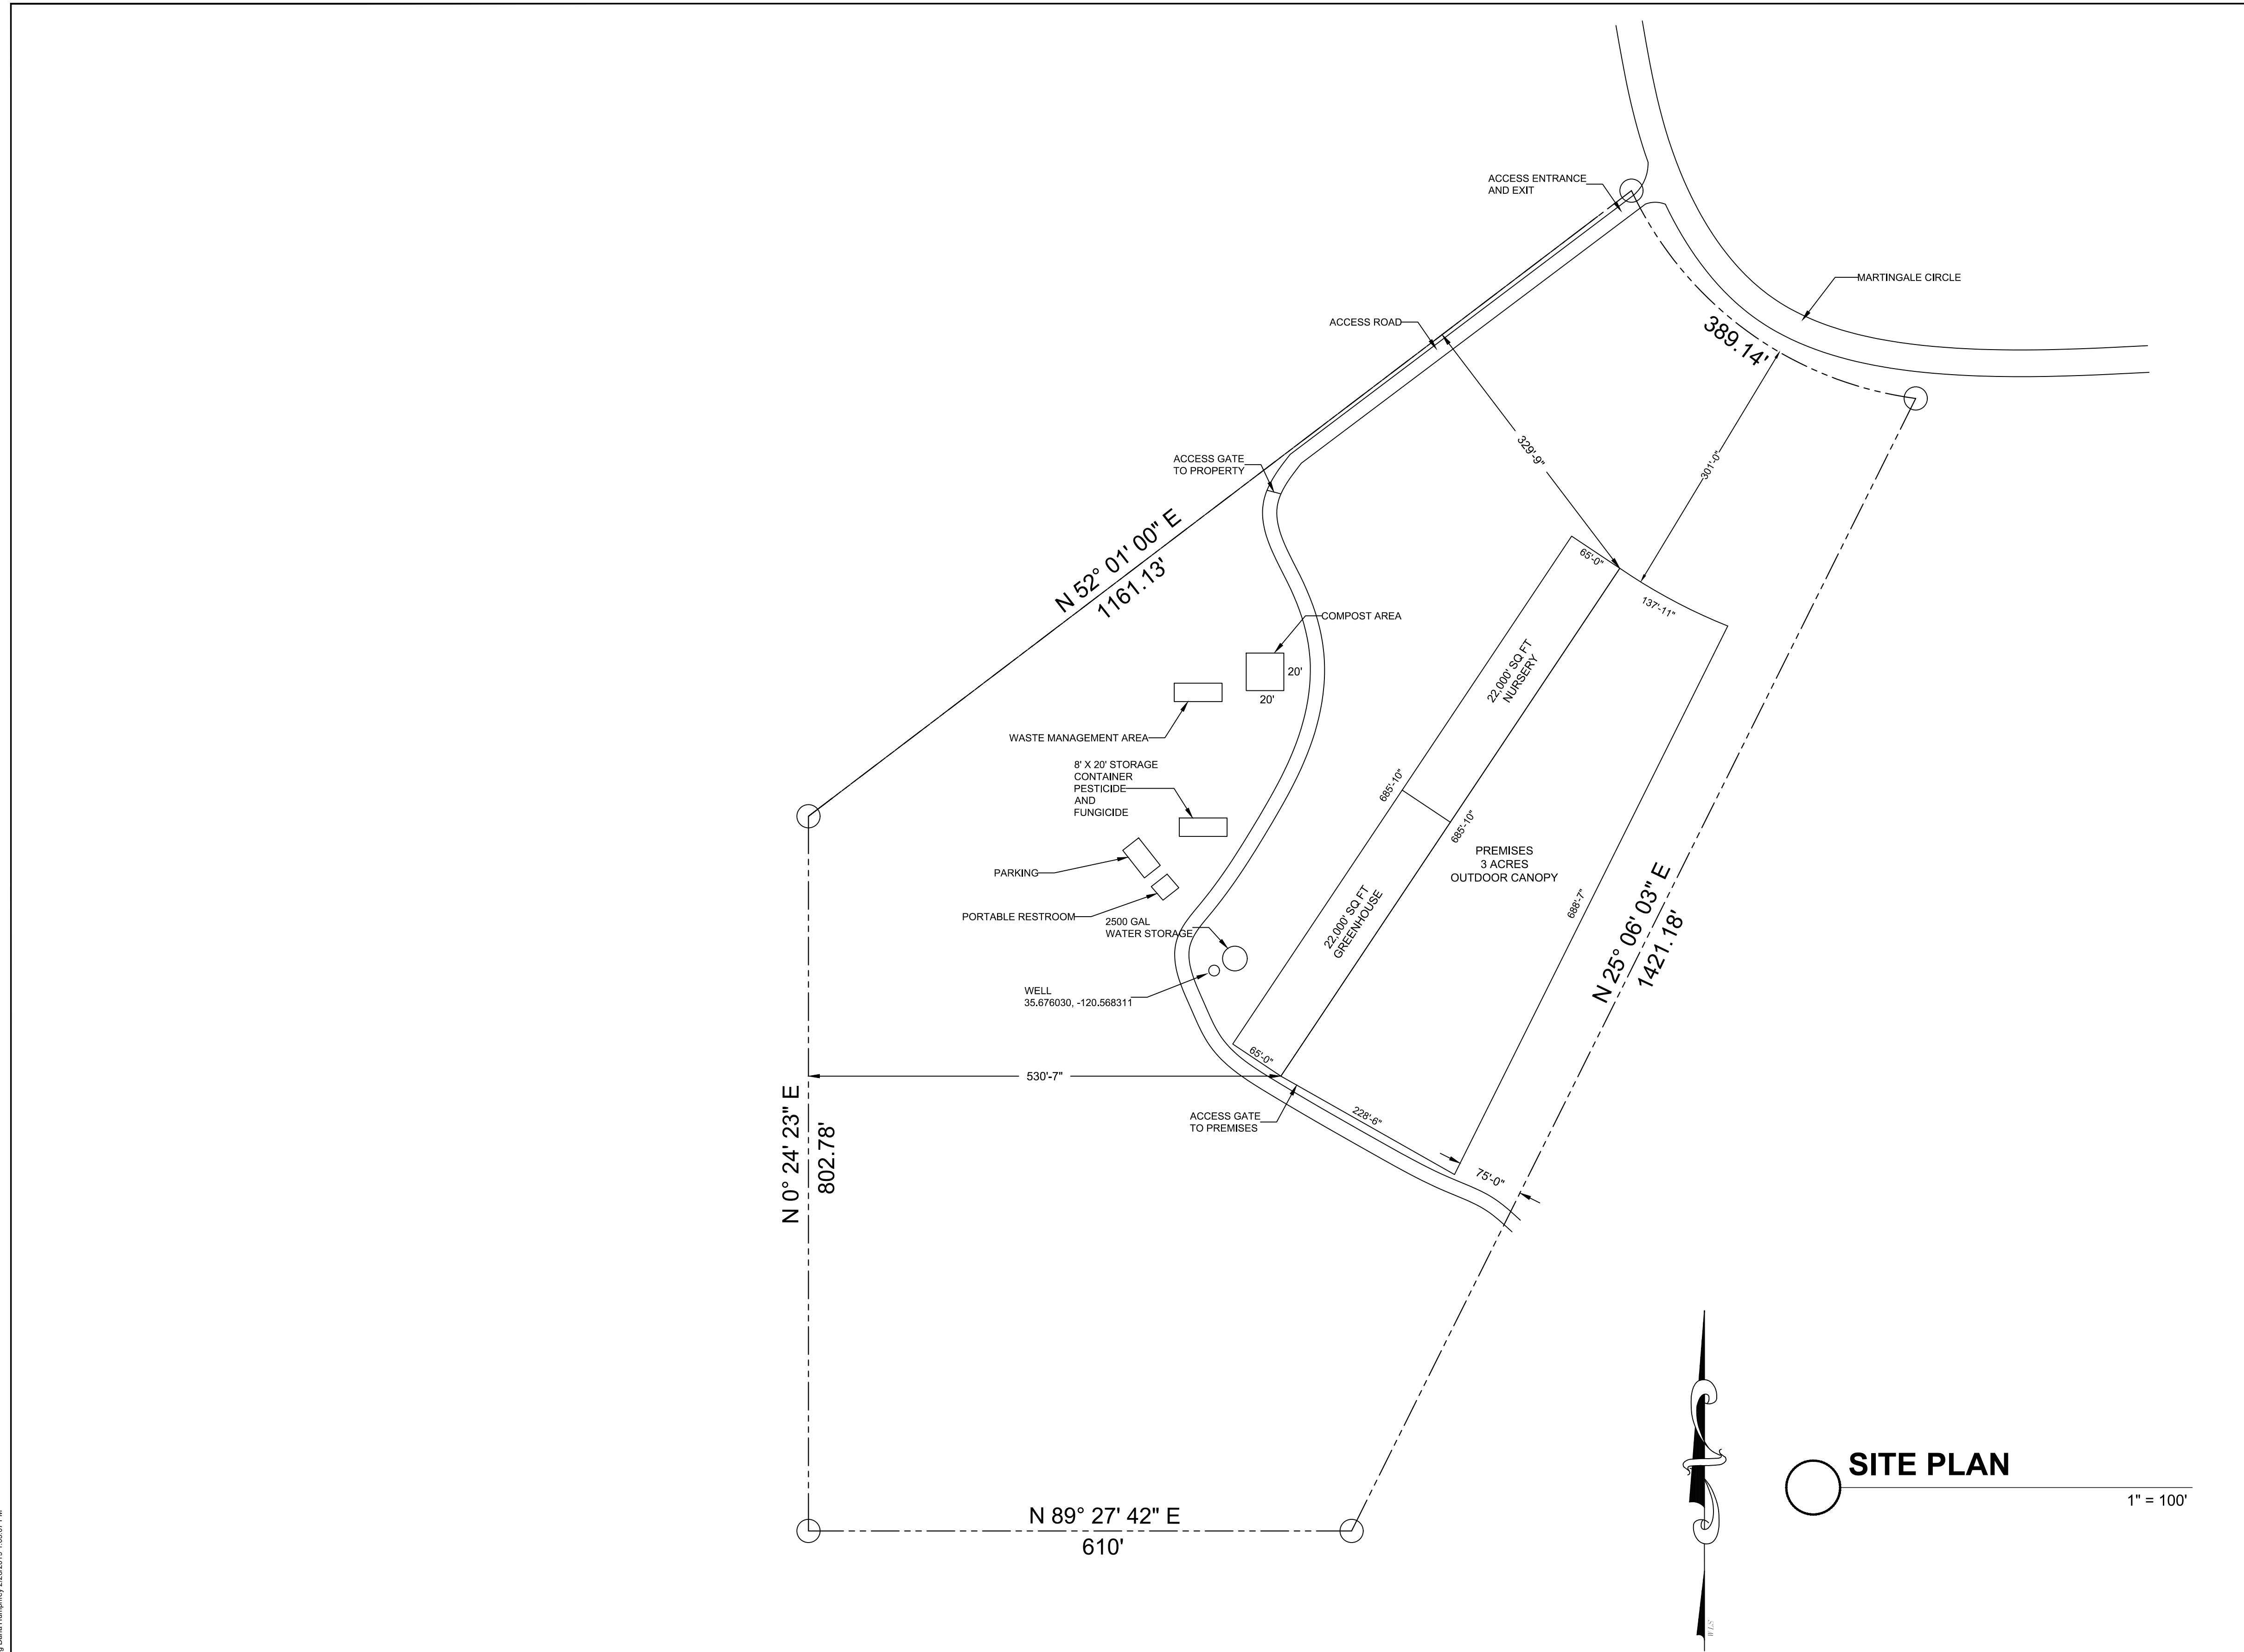 ACCESS ENTRANCE
AND EXIT
MARTINGALE CIRCLE
389.14'
ACCESS ROAD
329'-9"
301'-0"
ACCESS GATE
TO PROPERTY
N 52° 01' 00" E
1161.13'
65'-0"
137'-11"
COMPOST AREA
20'
20'
22,000' SQ FT
NURSERY
WASTE MANAGEMENT AREA
8' X 20' STORAGE
CONTAINER
PESTICIDE
AND
FUNGICIDE
685'-10"
685'-10"
PREMISES
3 ACRES
OUTDOOR CANOPY
PARKING
PORTABLE RESTROOM
2500 GAL
WATER STORAGE
22,000' SQ FT
GREENHOUSE
688'-7"
N 25° 06' 03" E
1421.18'
WELL
35.676030, -120.568311
65'-0"
530'-7"
ACCESS GATE
TO PREMISES
228'-6"
75'-0"
N 0° 24' 23" E
802.78'
N 89° 27' 42" E
610'
SITE PLAN
1" = 100'